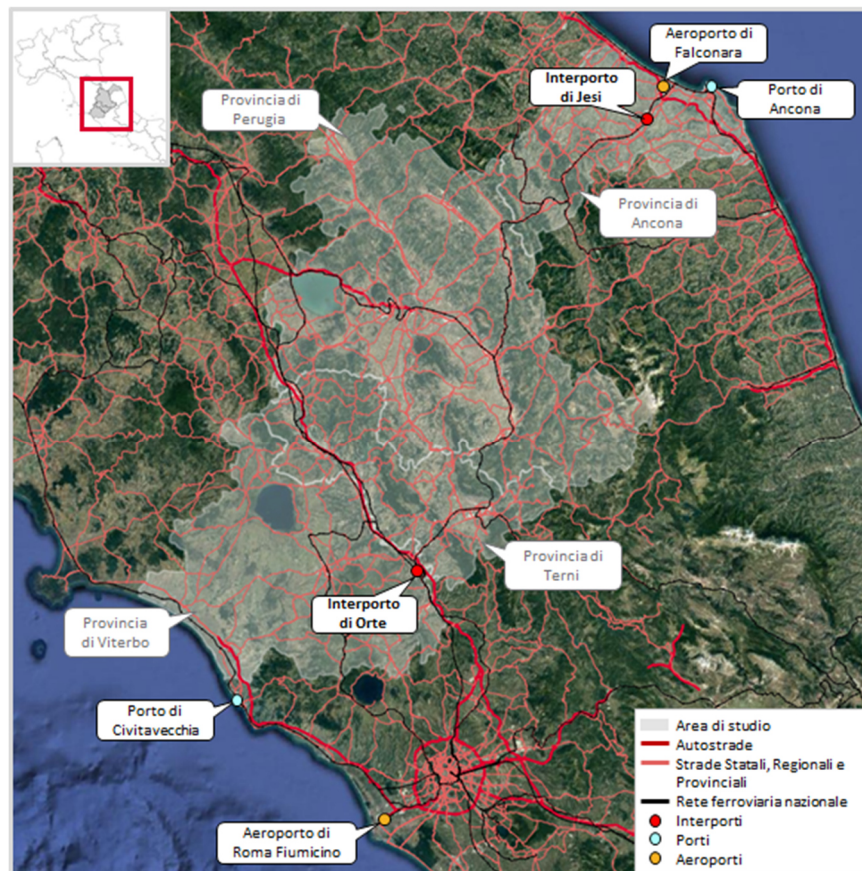 Aeroporto di
Falconara
Interporto
di Jesi
Porto di
Ancona
Provincia di
Perugia
Provincia di
Ancona
Provincia di
Terni
Interporto
di Orte
Provincia
di Viterbo
Porto di
Civitavecchia
Aeroporto di
Roma Fiumicino
Area di studio
Autostrade
Strade Statali, Regionali e
Provinciali
Rete ferroviaria nazionale
Interporti
Porti
Aeroporti